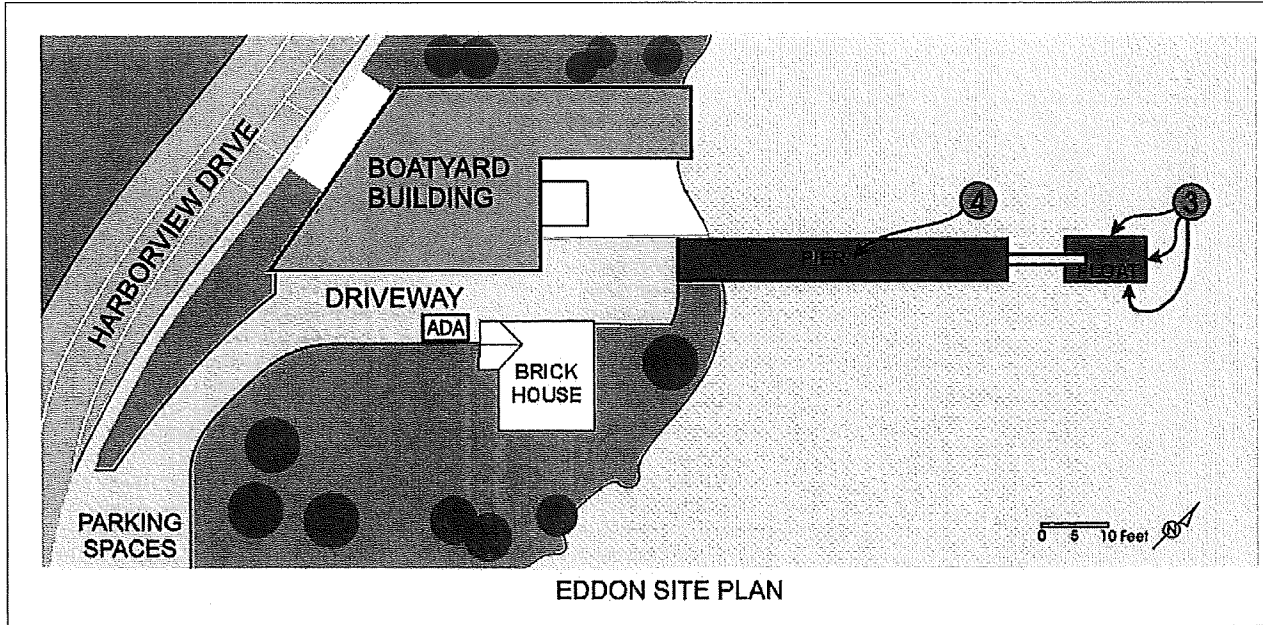 HARBORVIEW DRIVE
BOATYARD
BUILDING
4
3
PIER
FLOAT
DRIVEWAY
ADA
BRICK
HOUSE
PARKING
SPACES
0 5 10 Feet
N
EDDON SITE PLAN